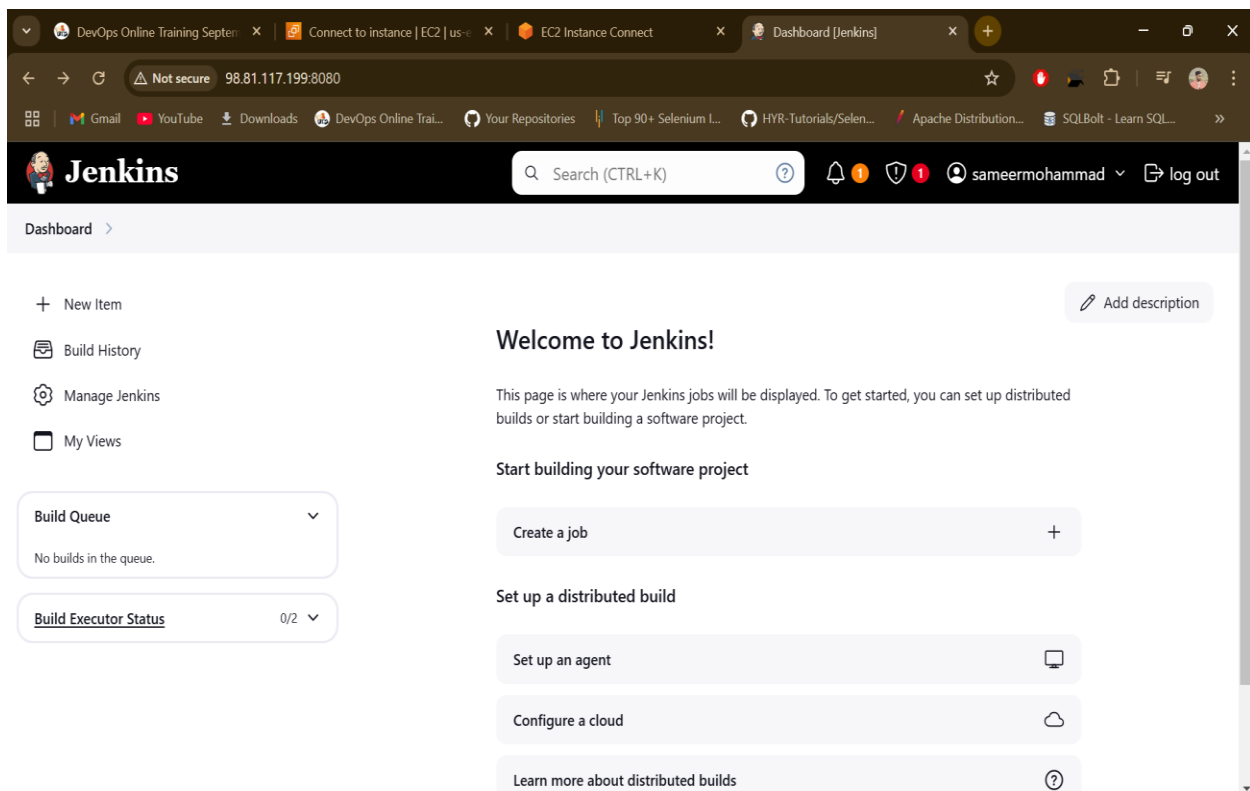 DevOps Online Training Septem
Connect to instance | EC2 | us-e
EC2 Instance Connect
Dashboard [Jenkins]
Not secure 98.81.117.199:8080
Gmail YouTube Downloads DevOps Online Trai... Your Repositories Top 90+ Selenium I... HYR-Tutorials/Selen... Apache Distribution... SQLBolt - Learn SQL... »
Jenkins Search (CTRL+K) 1 1 sameermohammad log out
Dashboard
New Item
Add description
Build History
Manage Jenkins
My Views
Build Queue
No builds in the queue.
Build Executor Status 0/2
Welcome to Jenkins!
This page is where your Jenkins jobs will be displayed. To get started, you can set up distributed
builds or start building a software project.
Start building your software project
Create a job
Set up a distributed build
Set up an agent
Configure a cloud
Learn more about distributed builds